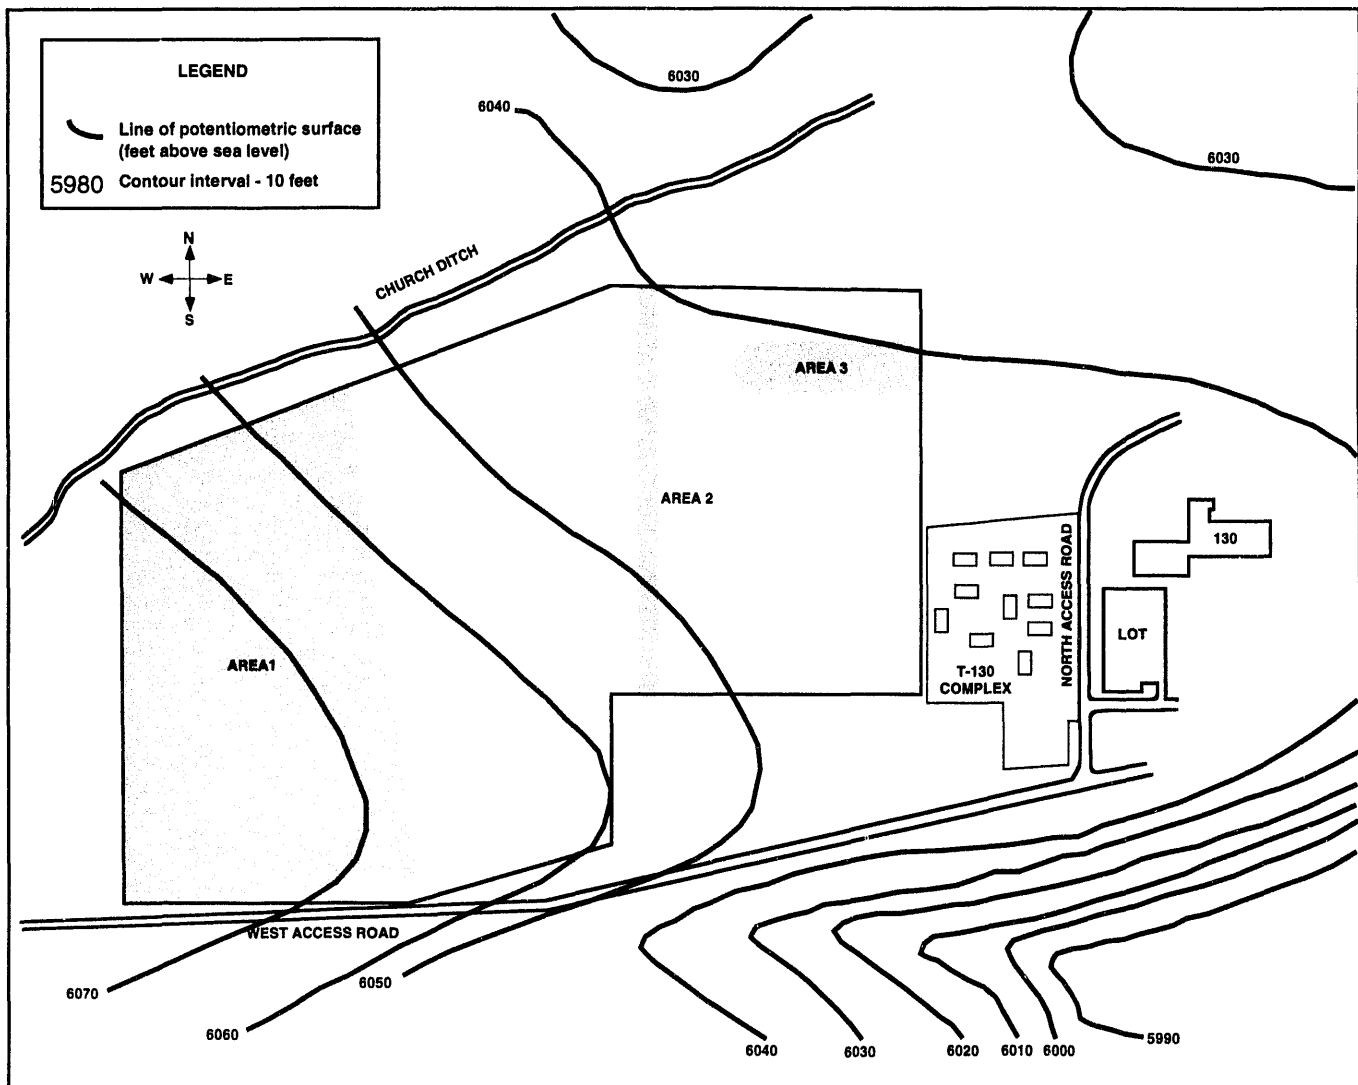 LEGEND
Line of potentiometric surface
(feet above sea level)
5980 Contour interval - 10 feet
6030
6040
6030
N
W E
S
CHURCH DITCH
AREA 3
AREA 2
130
NORTH ACCESS ROAD
LOT
AREA1
T-130
COMPLEX
WEST ACCESS ROAD
6070
6050
6060
6040
6030
6020
6010
6000
5990